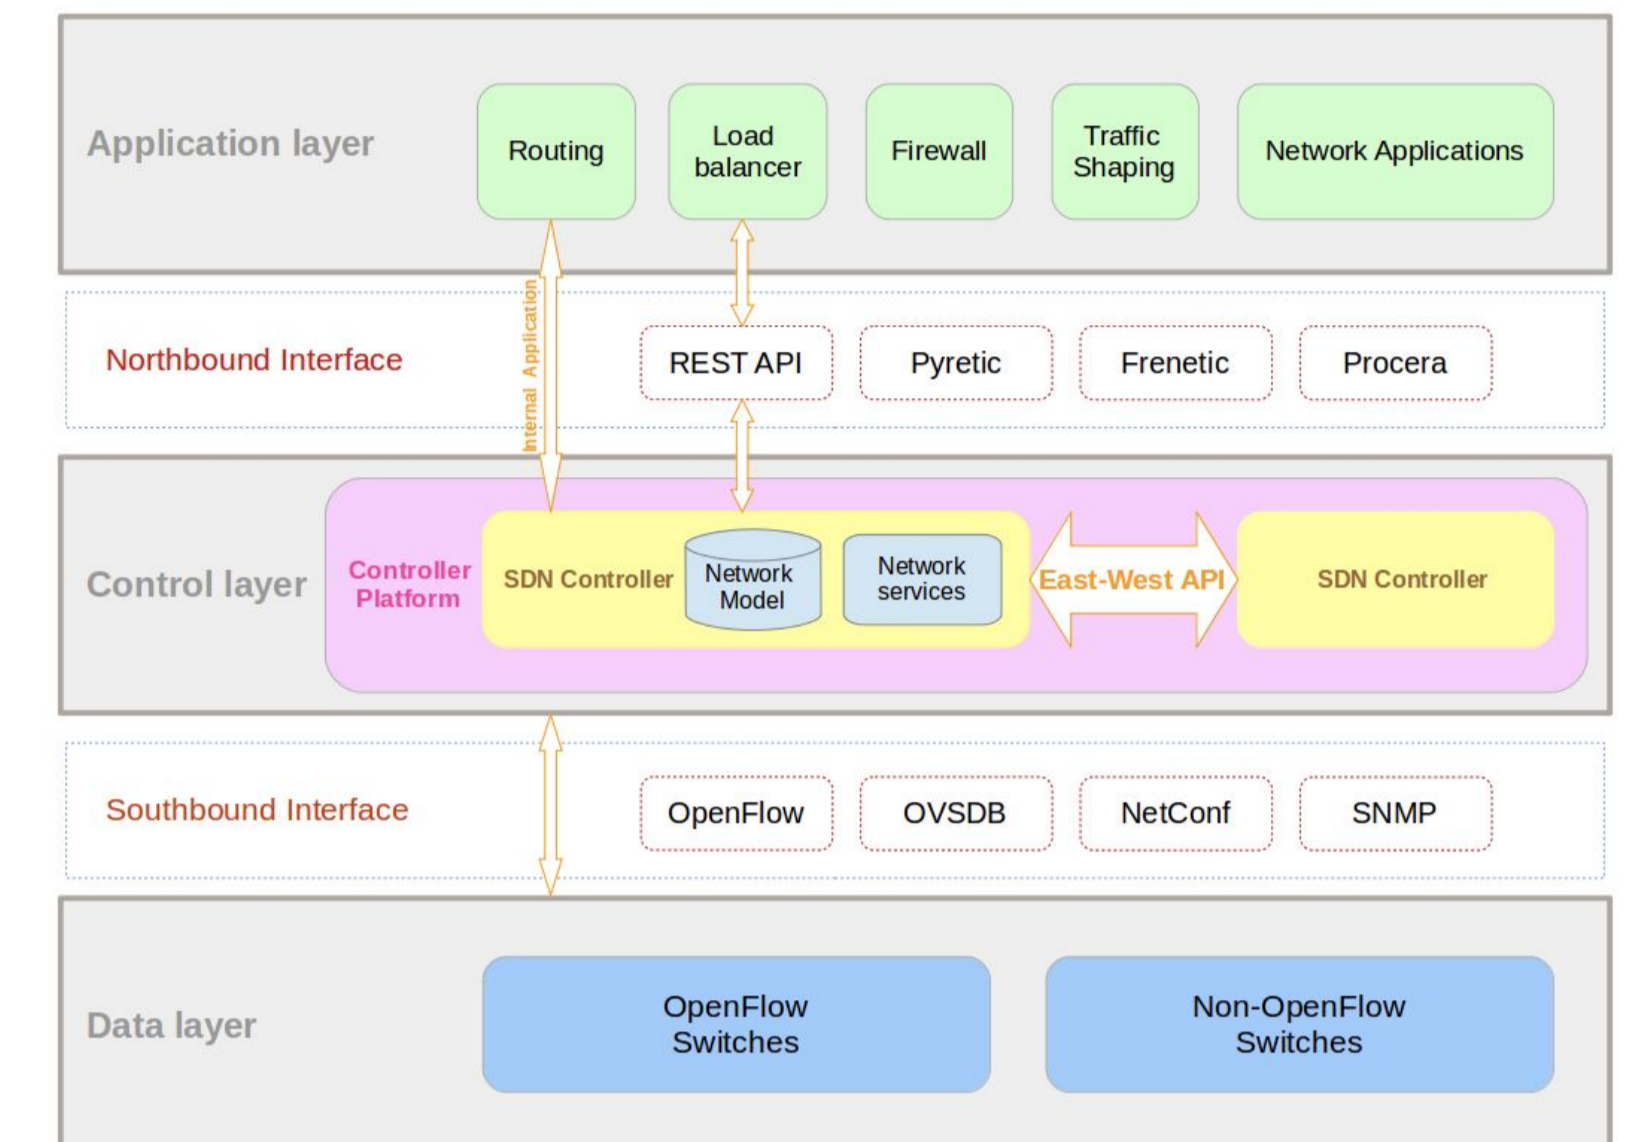 Application layer
Routing
Load
balancer
Firewall
Traffic
Shaping
Network Applications
Internal Application
Northbound Interface
REST API
Pyretic
Frenetic
Procera
Control layer
Controller
Platform
SDN Controller
Network
Model
Network
services
East-West API
SDN Controller
Southbound Interface
OpenFlow
OVSDB
NetConf
SNMP
Data layer
OpenFlow
Switches
Non-OpenFlow
Switches